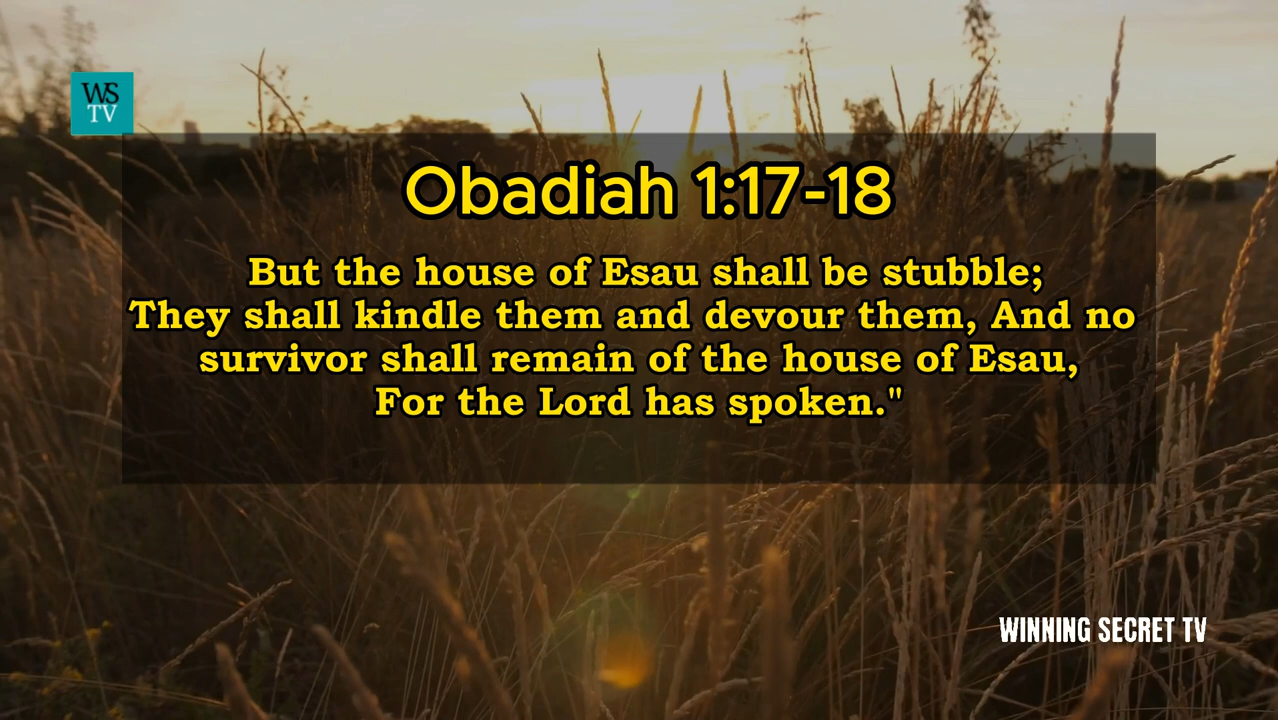 WS
TV
Obadiah 1:17-18
But the house of Esau shall be stubble;
They shall kindle them and devour them, And no
survivor shall remain of the house of Esau,
For the Lord has spoken."
WINNING SECRET TV